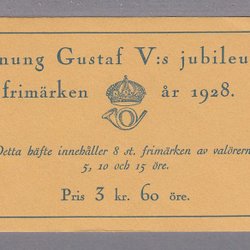 nung Gustaf V:s jubileu
frimärken år 1928.
Detta häfte innehåller 8 st. frimärken av valörern
5, 10 och 15 öre.
Pris 3 kr. 60 öre.